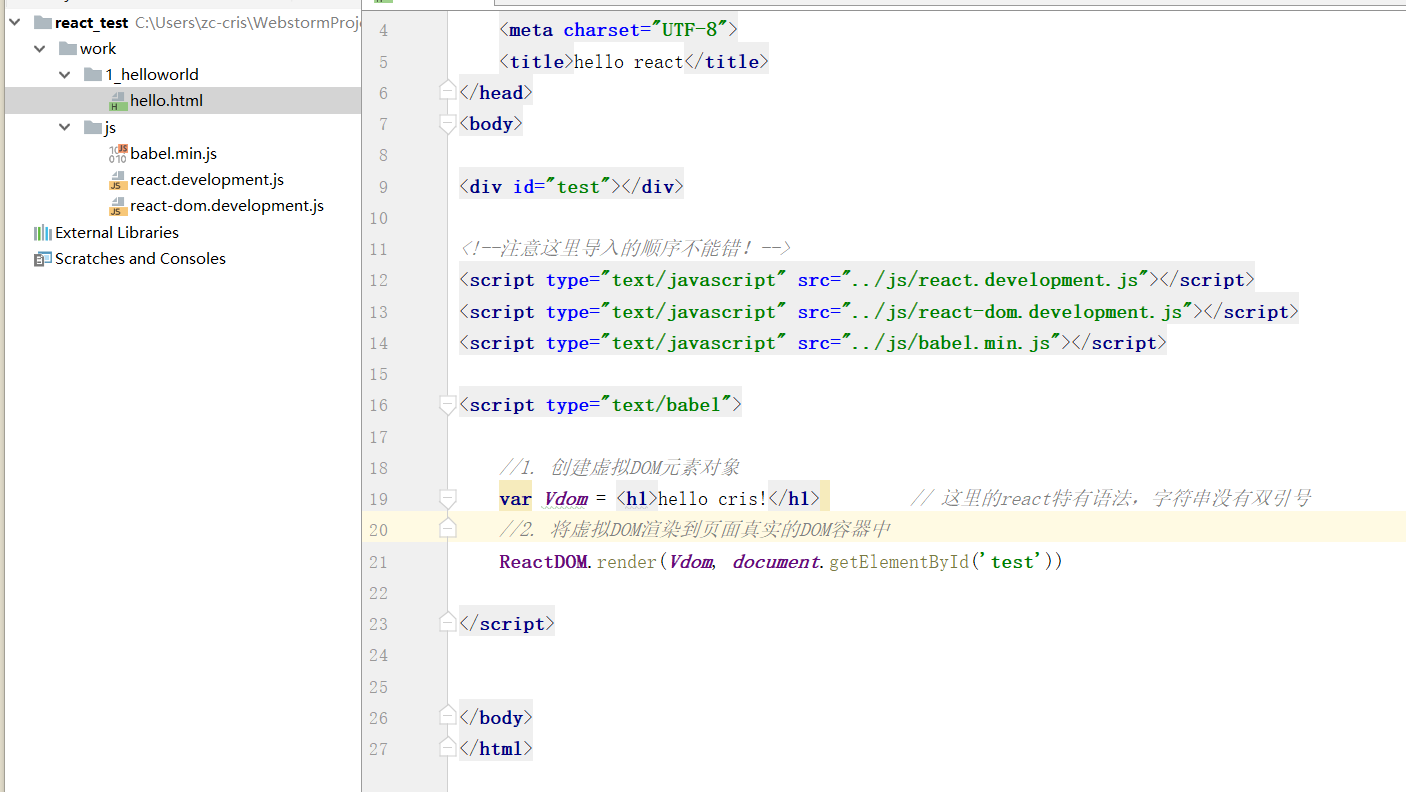 react_test C:\Users\zc-cris\WebstormProj
work
1_helloworld
hello.html
js
babel.min.js
react.development.js
react-dom.development.js
External Libraries
Scratches and Consoles
4 <meta charset="UTF-8">
5 <title>hello react</title>
6 </head>
7 <body>
8
9 <div id="test"></div>
10
11 <!--注意这里导入的顺序不能错！-->
12 <script type="text/javascript" src="../js/react.development.js"></script>
13 <script type="text/javascript" src="../js/react-dom.development.js"></script>
14 <script type="text/javascript" src="../js/babel.min.js"></script>
15
16 <script type="text/babel">
17
18 //1. 创建虚拟DOM元素对象
19 var Vdom = <h1>hello cris!</h1> // 这里的react特有语法，字符串没有双引号
20 //2. 将虚拟DOM渲染到页面真实的DOM容器中
21 ReactDOM.render(Vdom, document.getElementById('test'))
22
23 </script>
24
25
26 </body>
27 </html>